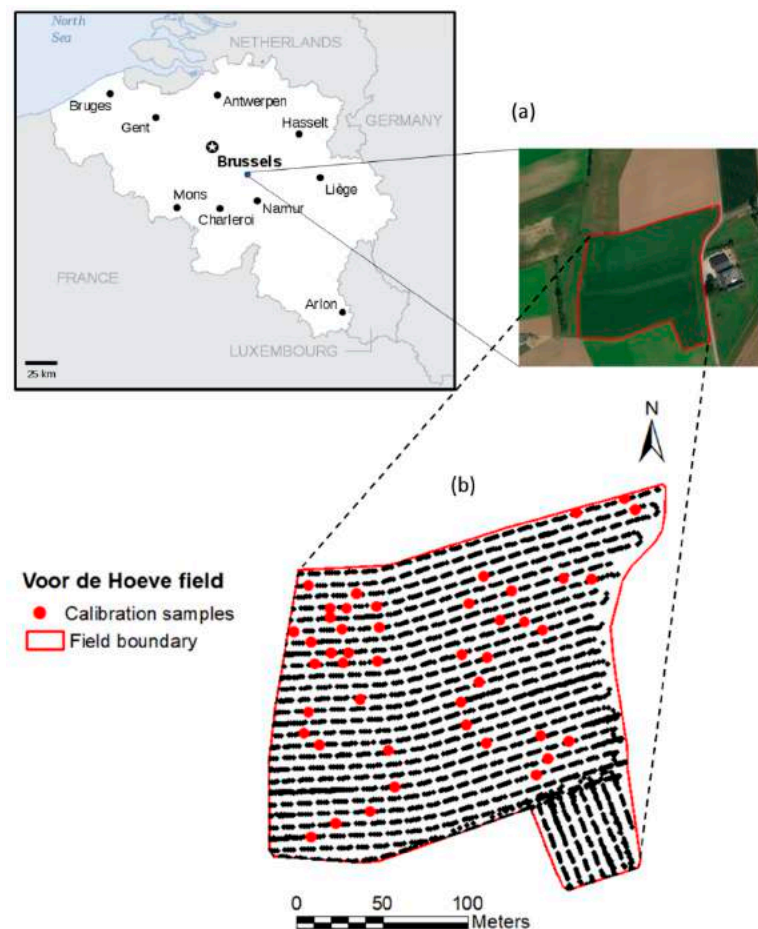 North
Sea
NETHERLANDS
Bruges
Antwerpen
GERMANY
Gent
Hasselt
Brussels
Liège
Mons
Namur
Charleroi
FRANCE
Arlon
LUXEMBOURG
25 km
(a)
N
(b)
Voor de Hoeve field
Calibration samples
Field boundary
0 50 100
Meters